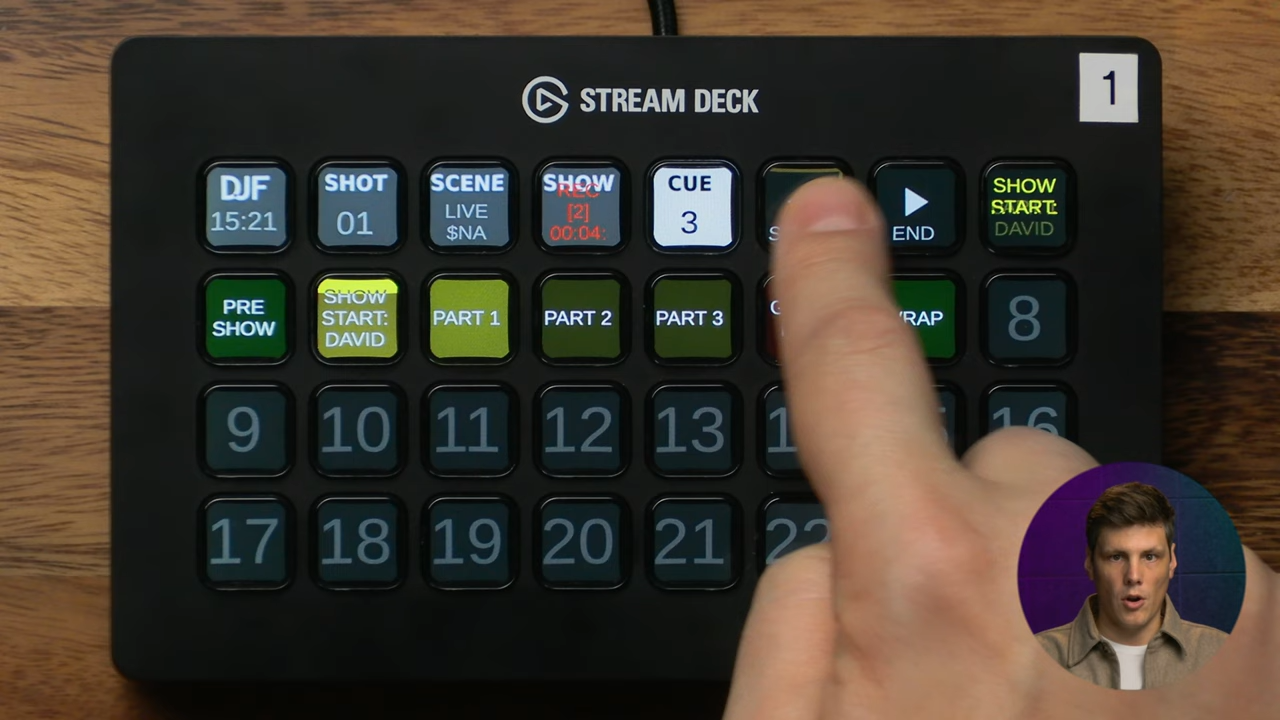 STREAM DECK
1
DJF
15:21
SHOT
01
SCENE
LIVE
$NA
SHOW
REC
[2]
00:04:
CUE
3
END
SHOW
START:
DAVID
PRE
SHOW
SHOW
START:
DAVID
PART 1
PART 2
PART 3
8
9
10
11
12
13
16
17
18
19
20
21
22